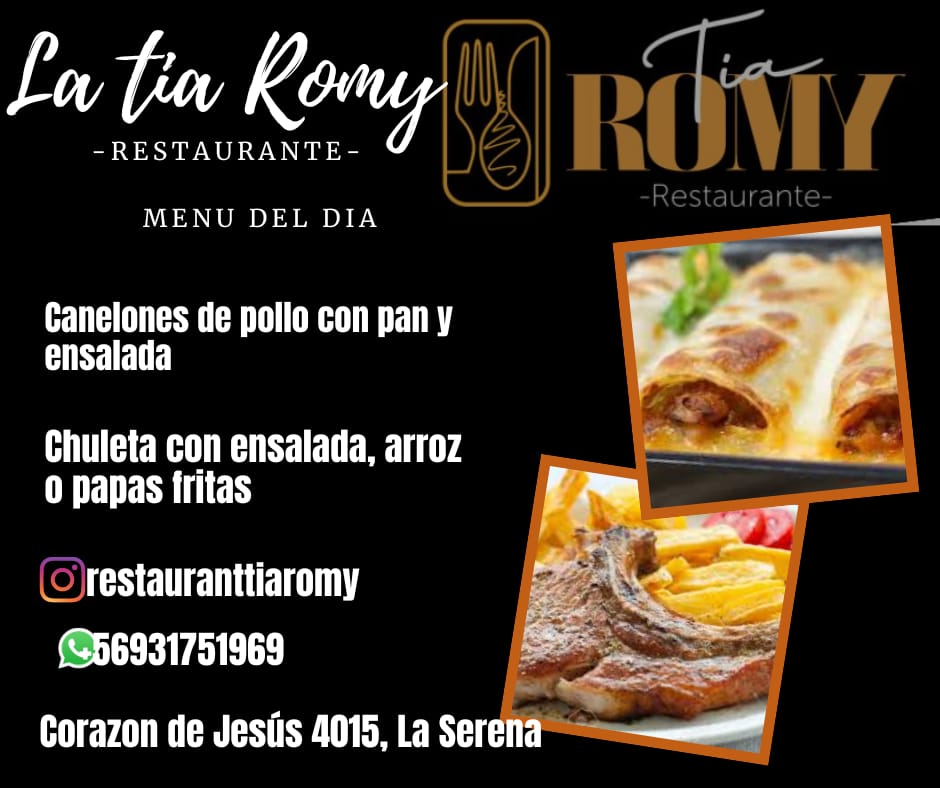 La tia Romy
-RESTAURANTE-
Tia
ROMY
-Restaurante-
MENU DEL DIA
Canelones de pollo con pan y
ensalada
Chuleta con ensalada, arroz
o papas fritas
restauranttiaromy
+56931751969
Corazon de Jesús 4015, La Serena